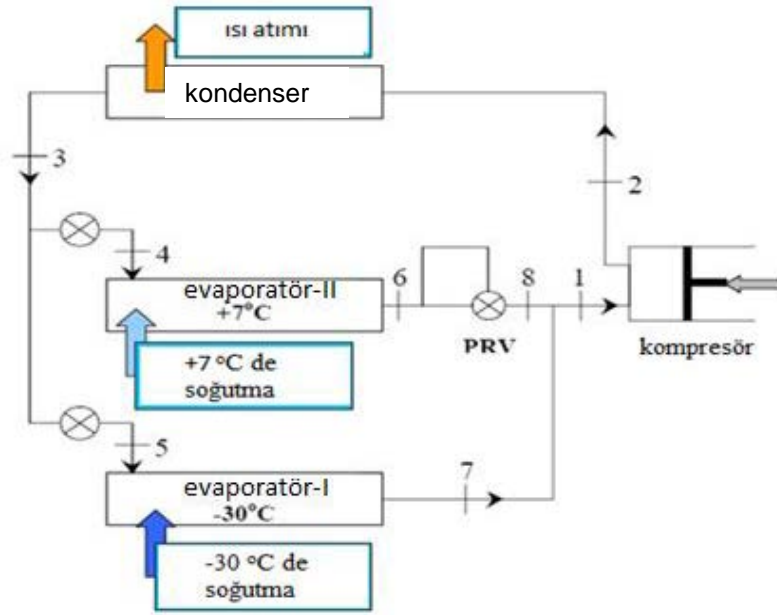 ısı atımı
kondenser
3
2
4
evaporatör-II
+7°C
6
8
1
PRV
kompresör
+7 °C de
soğutma
5
7
evaporatör-I
-30°C
-30 °C de
soğutma